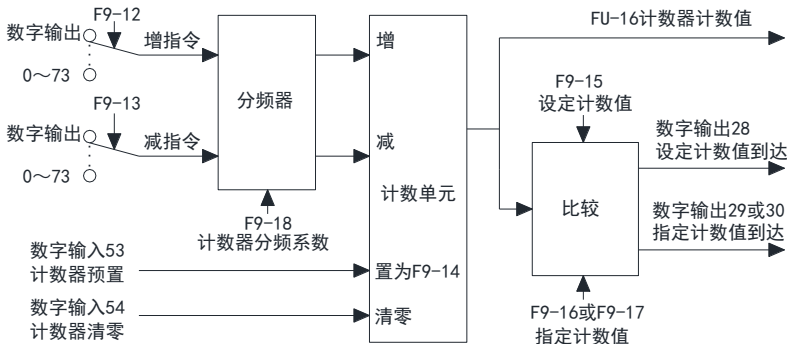 F9-12
数字输出
增指令
0～73
F9-13
数字输出
减指令
0～73
分频器
F9-18
计数器分频系数
数字输入53
计数器预置
数字输入54
计数器清零
增
减
计数单元
置为F9-14
清零
FU-16计数器计数值
F9-15
设定计数值
比较
数字输出28
设定计数值到达
数字输出29或30
指定计数值到达
F9-16或F9-17
指定计数值